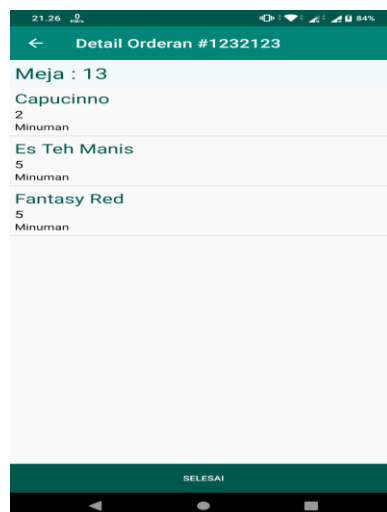 21.26
84%
Detail Orderan #1232123
Meja : 13
Capucinno
2
Minuman
Es Teh Manis
5
Minuman
Fantasy Red
5
Minuman
SELESAI